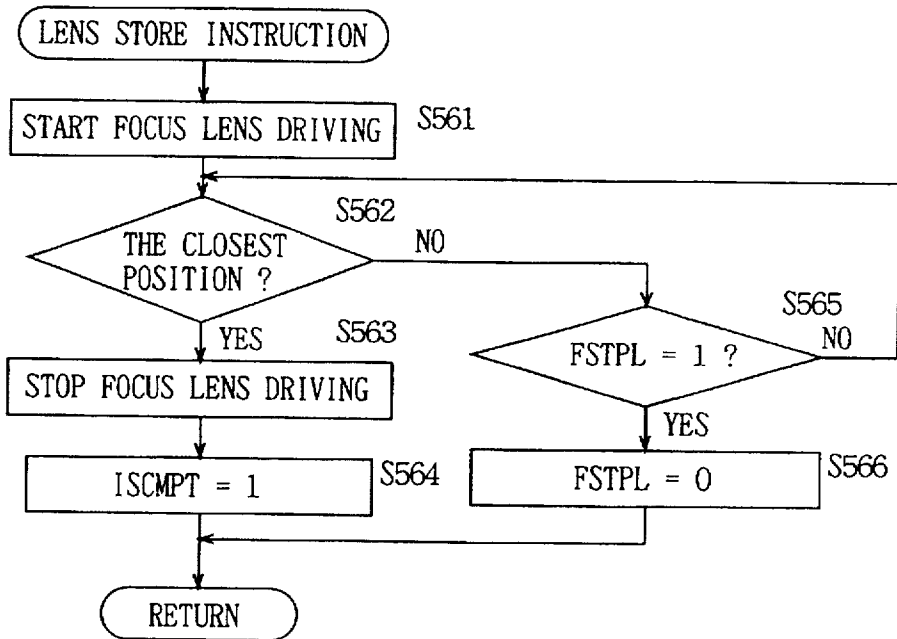 LENS STORE INSTRUCTION
START FOCUS LENS DRIVING
S561
S562
THE CLOSEST
POSITION ?
NO
YES
S563
STOP FOCUS LENS DRIVING
ISCMPT = 1
S564
S565
FSTPL = 1 ?
NO
YES
FSTPL = 0
S566
RETURN